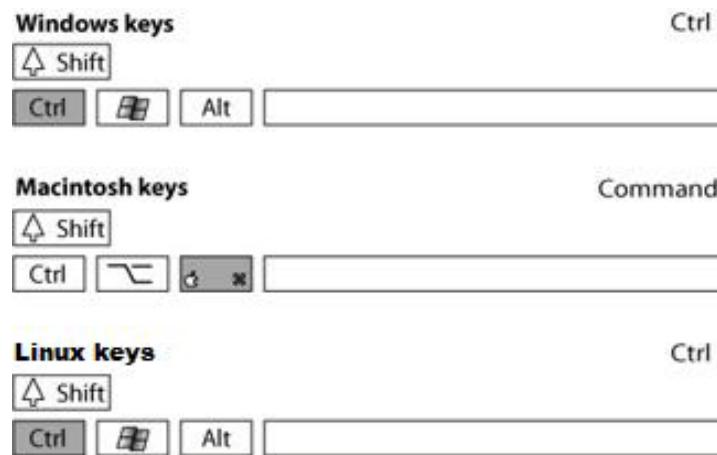 Windows keys Ctrl
Shift
Ctrl Alt
Macintosh keys Command
Shift
Ctrl
Linux keys Ctrl
Shift
Ctrl Alt